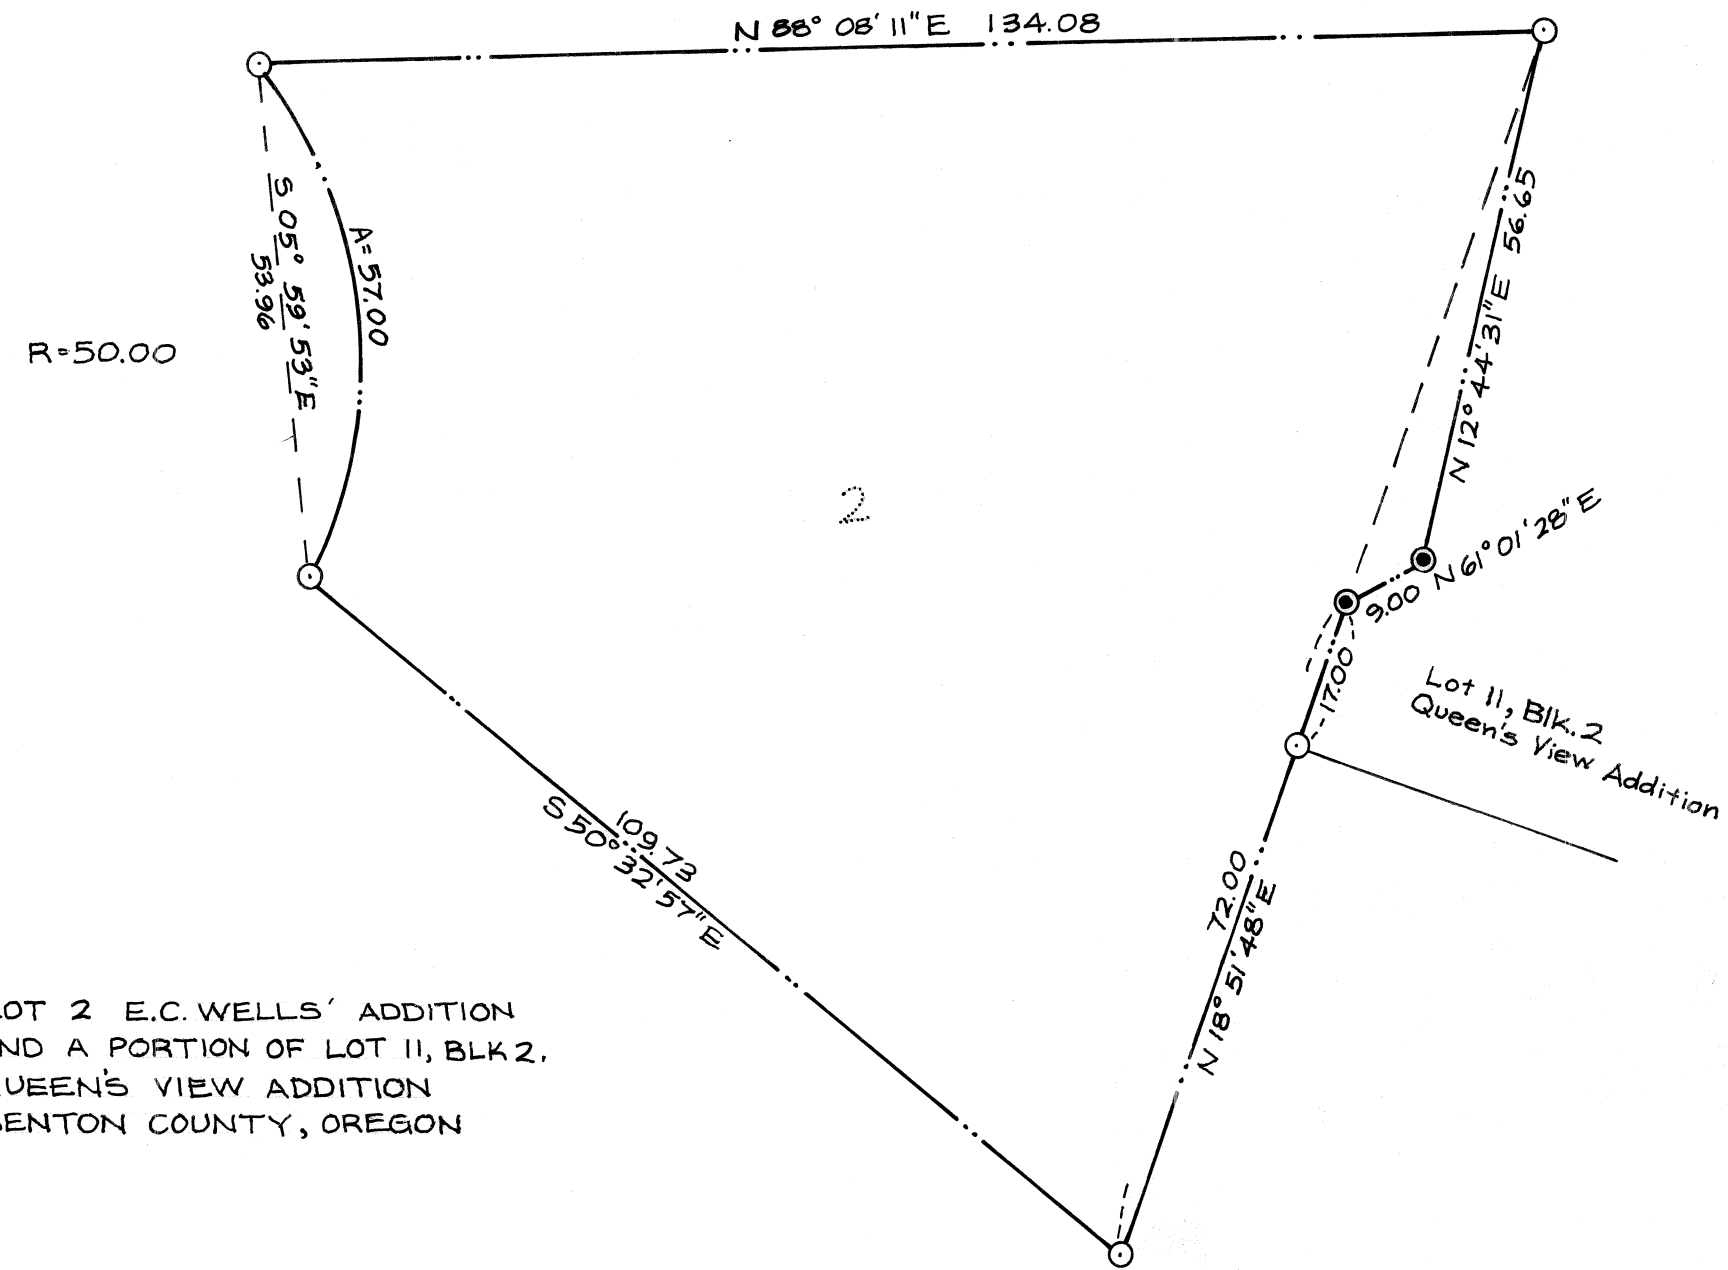 N 88° 08' 11" E 134.08
S 05° 59' 53" E
53.96
A=57.00
R=50.00
N 12° 44' 31" E 56.65
2
N 61° 01' 28" E
9.00
17.00
Lot 11, Blk. 2
Queen's View Addition
109.73
S 50° 32' 57" E
72.00
N 18° 51' 48" E
LOT 2 E.C. WELLS' ADDITION
ND A PORTION OF LOT 11, BLK 2.
UEEN'S VIEW ADDITION
BENTON COUNTY, OREGON